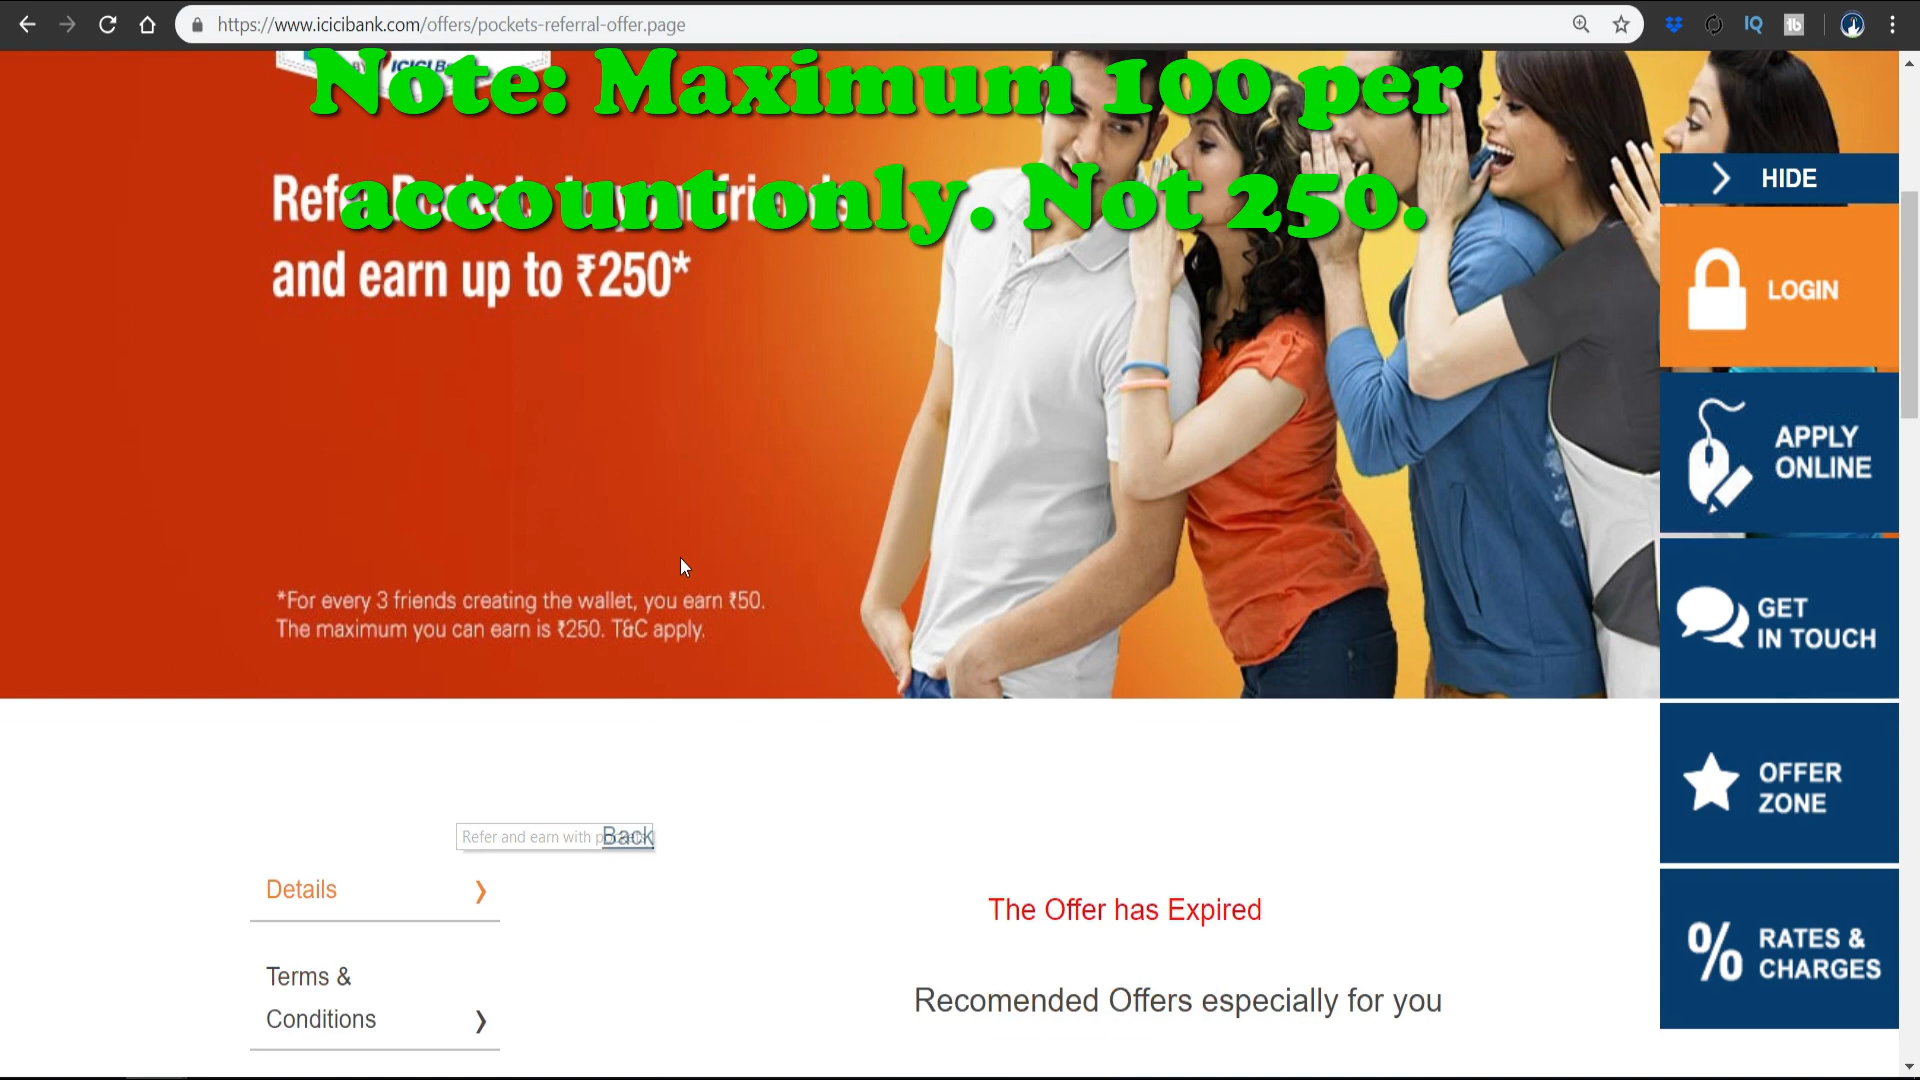 https://www.icicibank.com/offers/pockets-referral-offer.page
BY ICICI B
Note: Maximum 100 per
account only. Not 250.
Refer Pockets to your friends
and earn up to ₹250*
*For every 3 friends creating the wallet, you earn ₹50.
The maximum you can earn is ₹250. T&C apply.
HIDE
LOGIN
APPLY
ONLINE
GET
IN TOUCH
OFFER
ZONE
RATES &
CHARGES
IQ
tb
Refer and earn with
Back
Details
Terms &
Conditions
The Offer has Expired
Recomended Offers especially for you